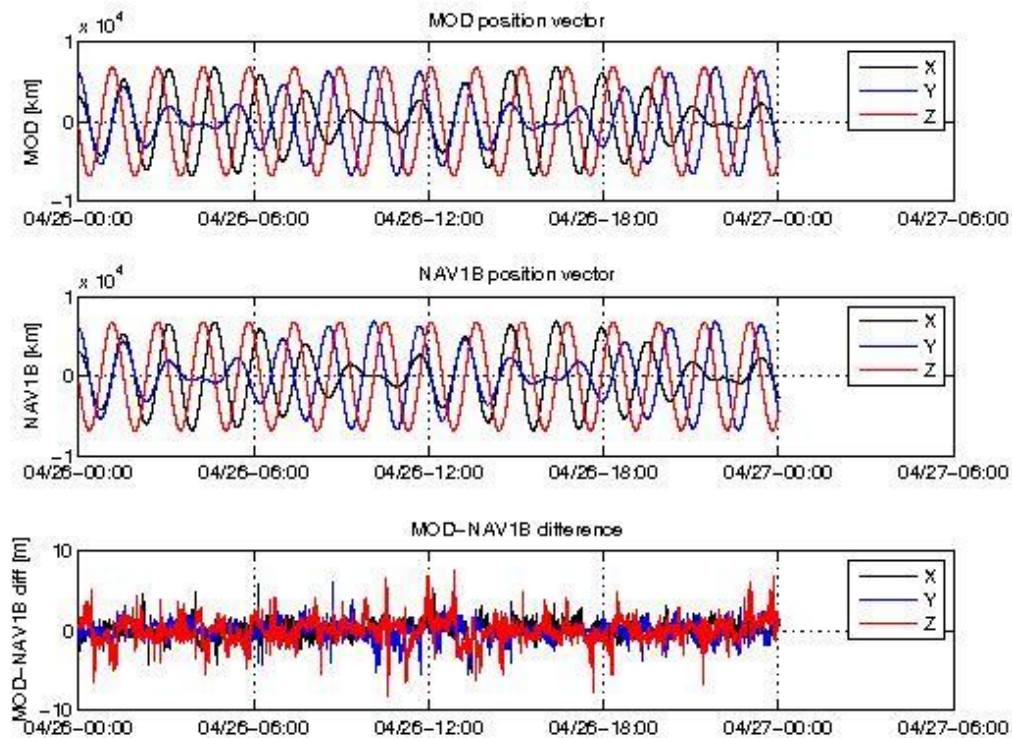 MOD position vector
x 10^4
1
0
-1
MOD [km]
X
Y
Z
04/26-00:00 04/26-06:00 04/26-12:00 04/26-18:00 04/27-00:00 04/27-06:00
NAV1B position vector
x 10^4
1
0
-1
NAV1B [km]
X
Y
Z
04/26-00:00 04/26-06:00 04/26-12:00 04/26-18:00 04/27-00:00 04/27-06:00
MOD-NAV1B difference
10
0
-10
MOD-NAV1B diff [m]
X
Y
Z
04/26-00:00 04/26-06:00 04/26-12:00 04/26-18:00 04/27-00:00 04/27-06:00